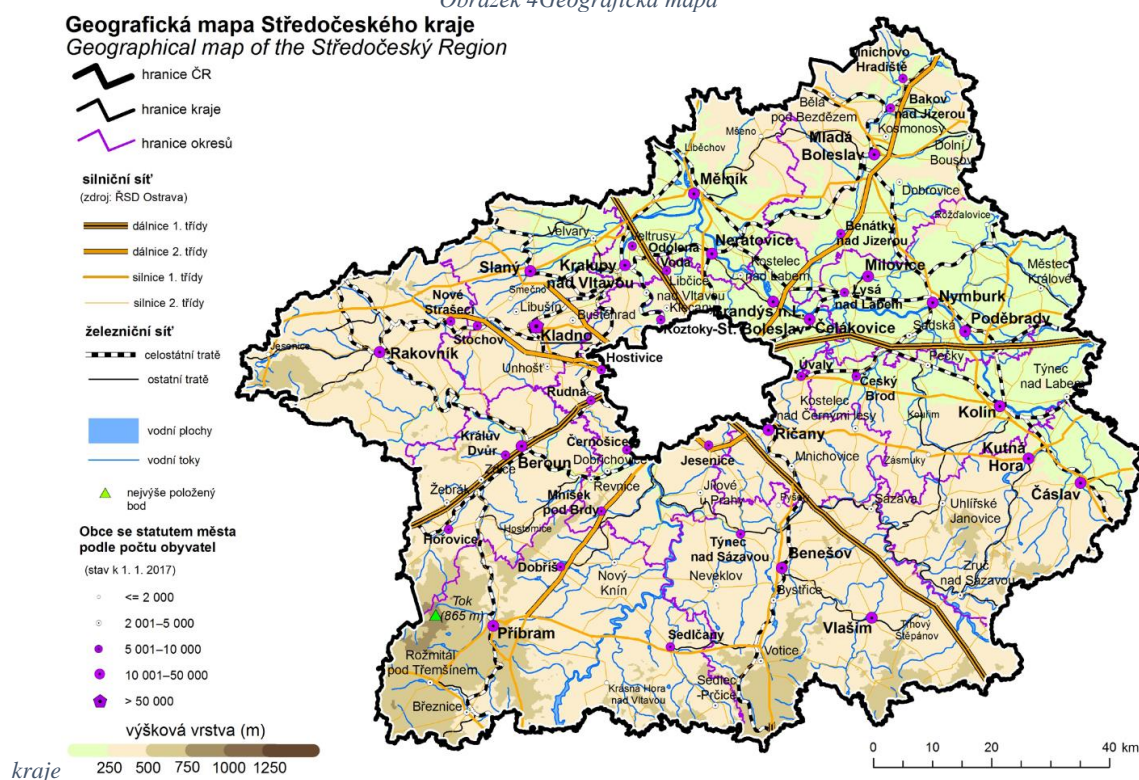 Obrázek 4Geografická mapa
Geografická mapa Středočeského kraje
Geographical map of the Středočeský Region
hranice ČR
hranice kraje
hranice okresů
silniční síť
(zdroj: ŘSD Ostrava)
dálnice 1. třídy
dálnice 2. třídy
silnice 1. třídy
silnice 2. třídy
železniční síť
celostátní tratě
ostatní tratě
vodní plochy
vodní toky
nejvýše položený
bod
Obce se statutem města
podle počtu obyvatel
(stav k 1. 1. 2017)
<= 2 000
2 001–5 000
5 001–10 000
10 001–50 000
> 50 000
výšková vrstva (m)
250 500 750 1000 1250
kraje
Mnichovo
Hradiště
Bělá
pod Bezdězem
Bakov
nad Jizerou
Kosmonosy
Mšeno
Mladá
Boleslav
Dolní
Bousov
Liběchov
Mělník
Dobrovice
Rožďalovice
Benátky
nad Jizerou
Velvary
Veltrusy
Odolena
Voda
Neratovice
Kostelec
nad Labem
Milovice
Městec
Králové
Slaný
Kralupy
nad Vltavou
Libčice
nad Vltavou
Lysá
nad Labem
Smečno
Libušín
Buštěhrad
Klecany
Nymburk
Nové
Strašecí
Brandýs n.L.-
St. Boleslav
Čelákovice
Sadská
Poděbrady
Stochov
Kladno
Roztoky
Jesenice
Rakovník
Hostivice
Unhošť
Pečky
Týnec
nad Labem
Úvaly
Český
Brod
Rudná
Kostelec
nad Černými lesy
Kouřim
Kolín
Králův
Dvůr
Beroun
Černošice
Dobřichovice
Říčany
Kutná
Hora
Zdice
Jesenice
Mnichovice
Zásmuky
Žebrák
Řevnice
Jílové
u Prahy
Pyšely
Sázava
Čáslav
Mníšek
pod Brdy
Uhlířské
Janovice
Hostomice
Hořovice
Týnec
nad Sázavou
Benešov
Dobříš
Nový
Knín
Neveklov
Bystřice
Zruč
nad Sázavou
Tok
(865 m)
Příbram
Sedlčany
Vlašim
Trhový
Štěpánov
Rožmitál
pod Třemšínem
Votice
Sedlec
-Prčice
Krásná Hora
nad Vltavou
Březnice
0 10 20 40 km